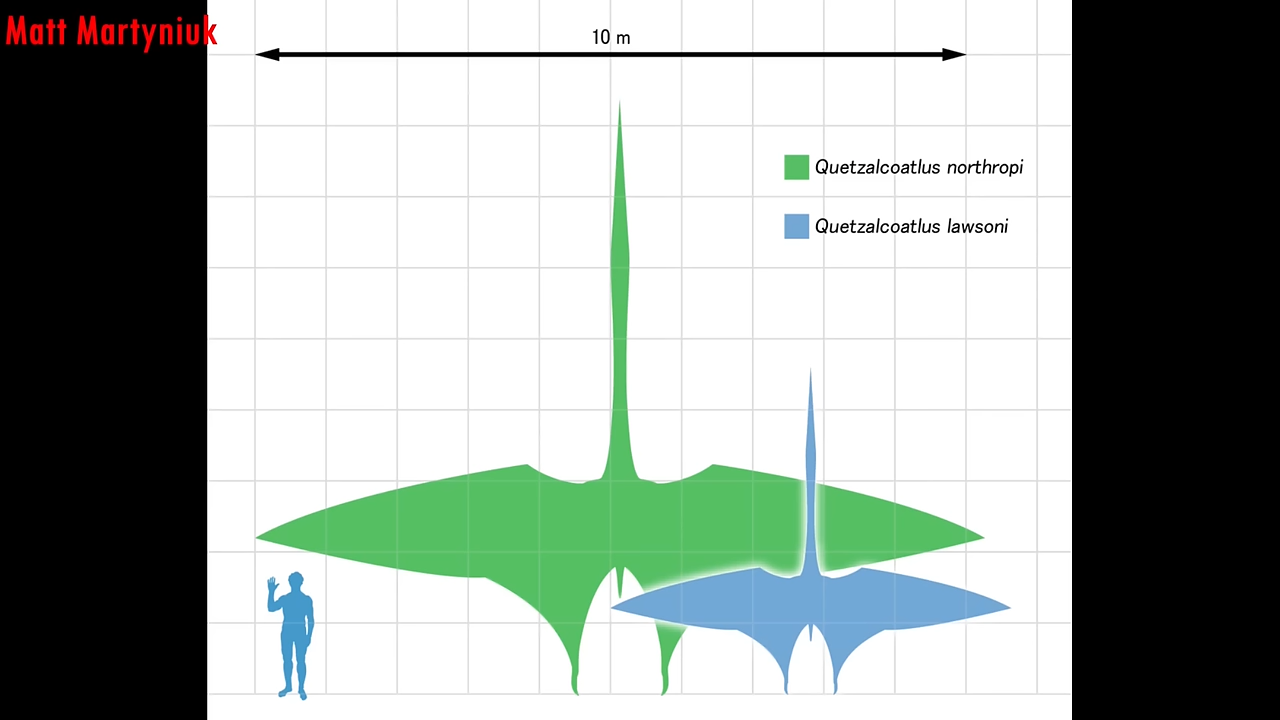 Matt Martyniuk
10 m
Quetzalcoatlus northropi
Quetzalcoatlus lawsoni